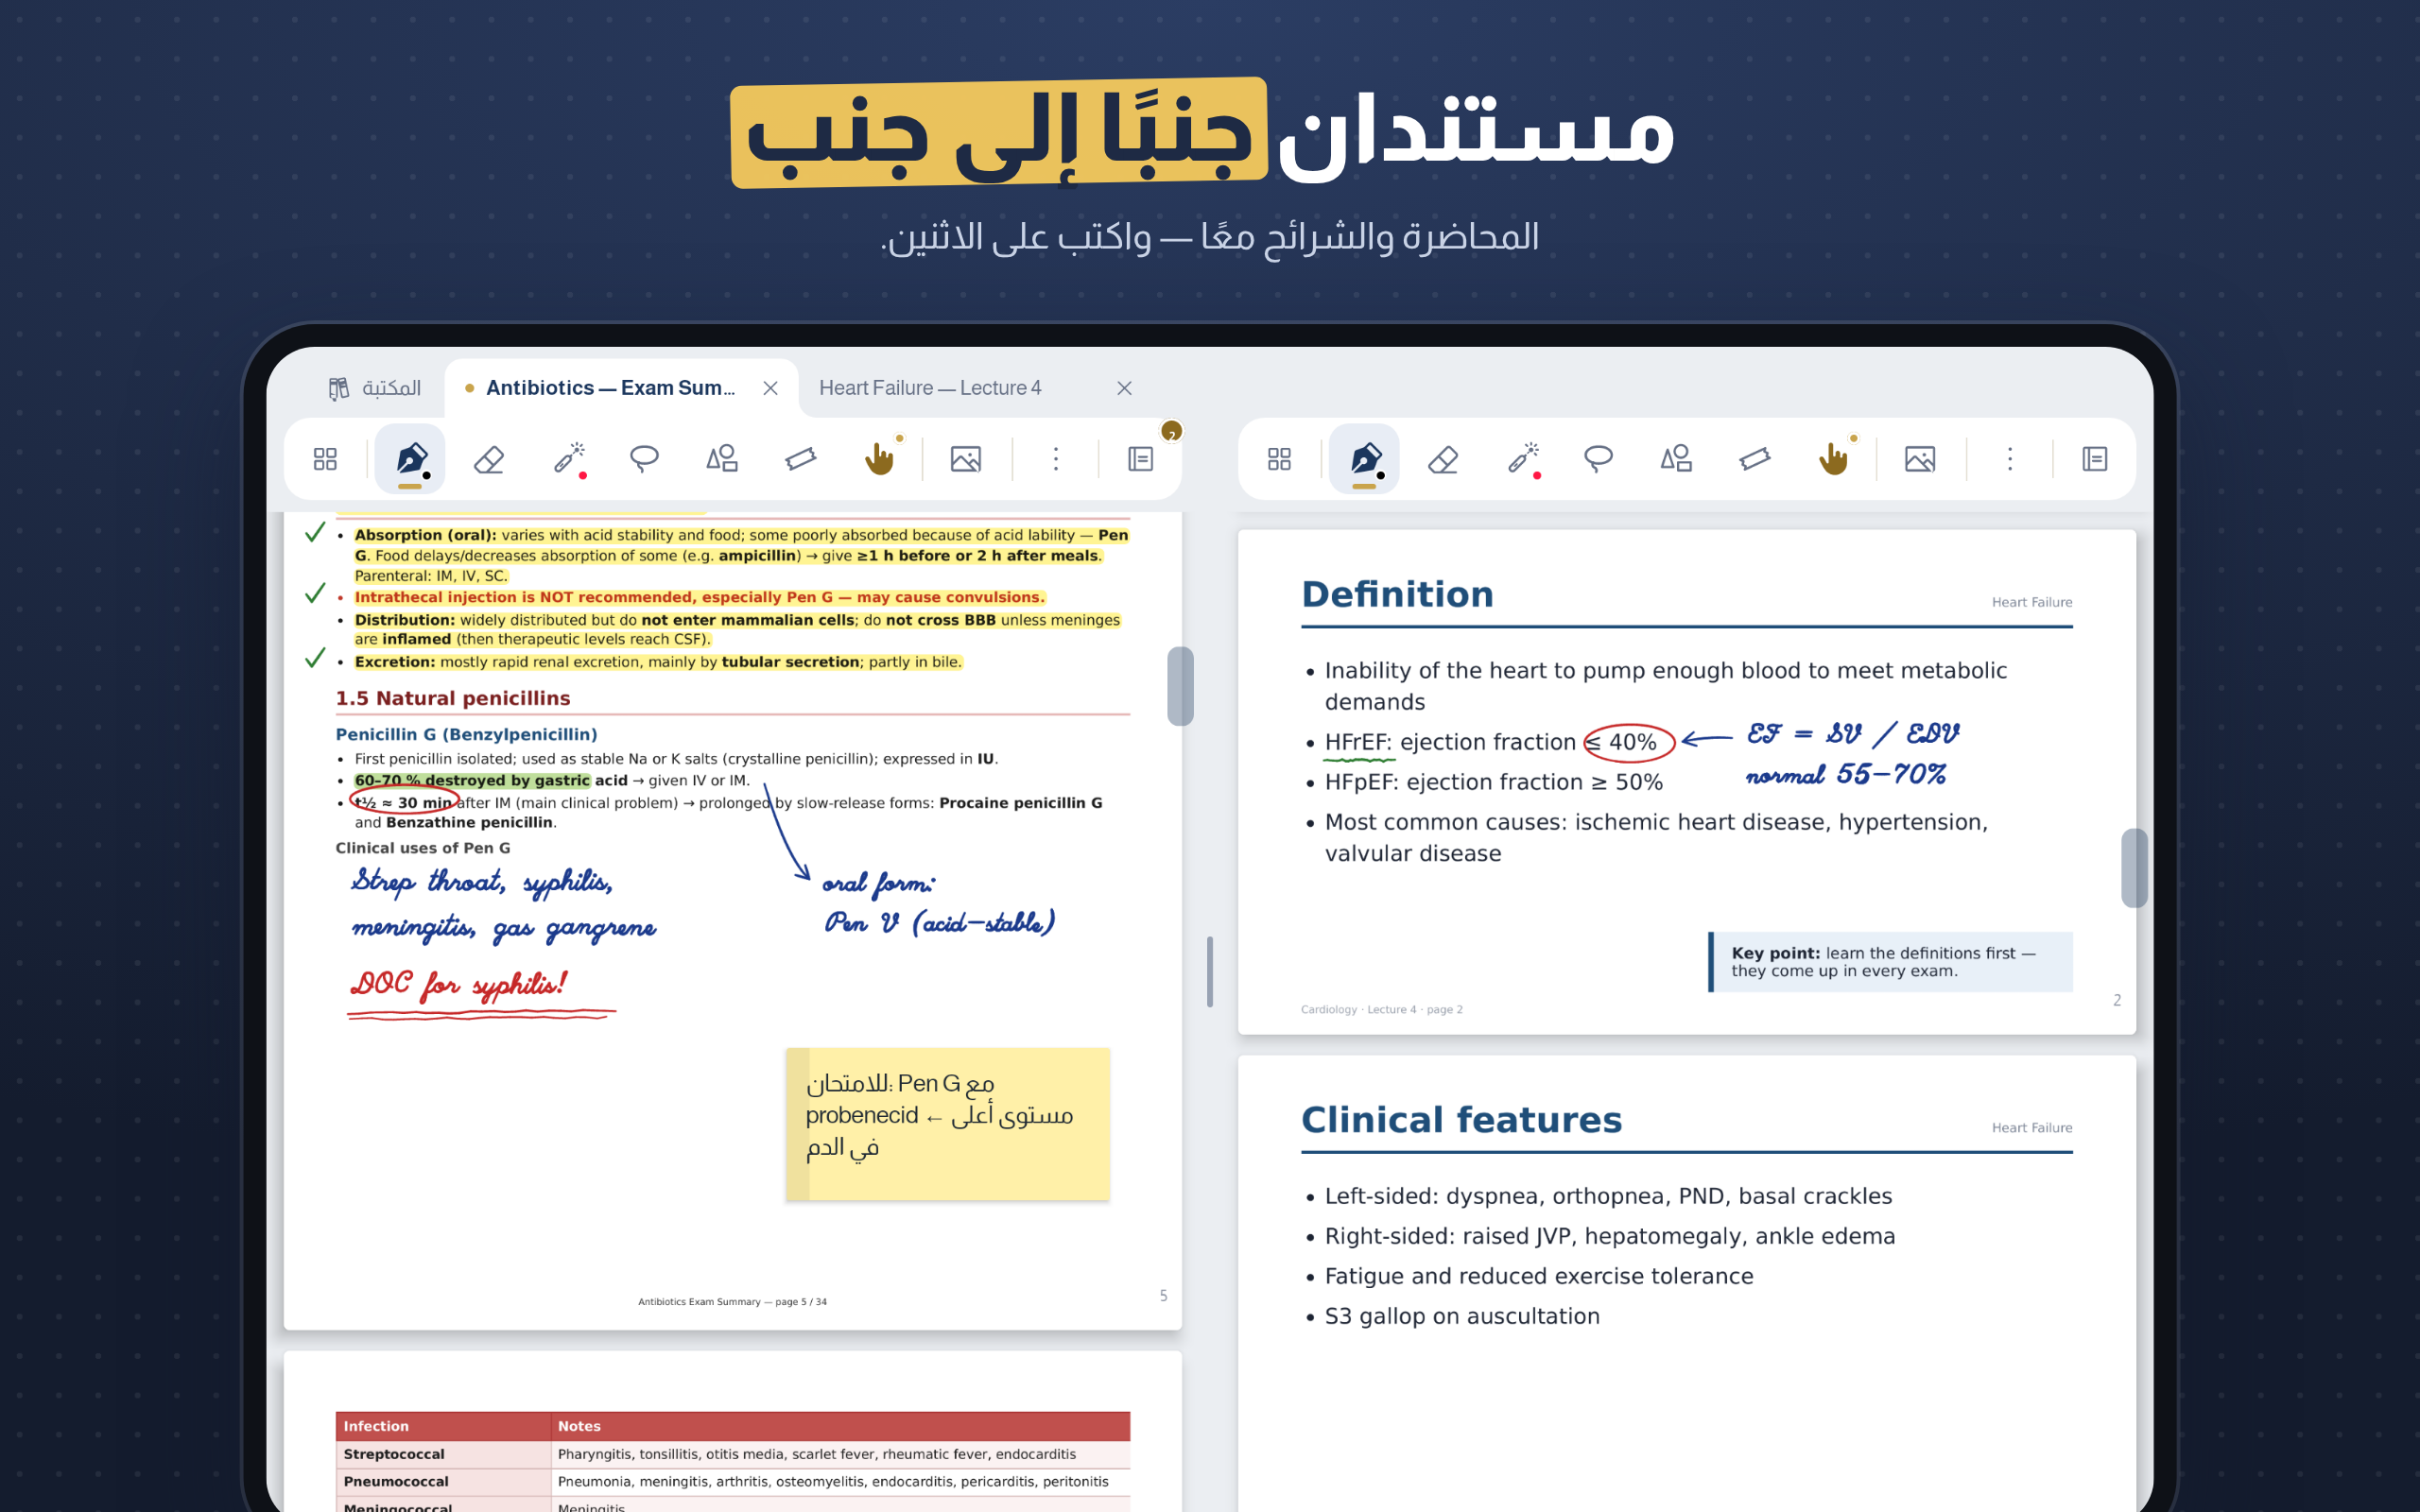 مستندان جنبًا إلى جنب
المحاضرة والشرائح معًا — واكتب على الاثنين.
المكتبة
Antibiotics — Exam Sum...
Heart Failure — Lecture 4
2
Absorption (oral): varies with acid stability and food; some poorly absorbed because of acid lability — Pen
G. Food delays/decreases absorption of some (e.g. ampicillin) → give ≥1 h before or 2 h after meals.
Parenteral: IM, IV, SC.
• Intrathecal injection is NOT recommended, especially Pen G — may cause convulsions.
• Distribution: widely distributed but do not enter mammalian cells; do not cross BBB unless meninges
are inflamed (then therapeutic levels reach CSF).
• Excretion: mostly rapid renal excretion, mainly by tubular secretion; partly in bile.
1.5 Natural penicillins
Penicillin G (Benzylpenicillin)
• First penicillin isolated; used as stable Na or K salts (crystalline penicillin); expressed in IU.
• 60–70 % destroyed by gastric acid → given IV or IM.
• t½ ≈ 30 min after IM (main clinical problem) → prolonged by slow-release forms: Procaine penicillin G
and Benzathine penicillin.
Clinical uses of Pen G
Strep throat, syphilis,
meningitis, gas gangrene
DOC for syphilis!
oral form:
Pen V (acid-stable)
للامتحان: Pen G مع
probenecid ← مستوى أعلى
في الدم
Antibiotics Exam Summary — page 5 / 34
5
Infection Notes
Streptococcal Pharyngitis, tonsillitis, otitis media, scarlet fever, rheumatic fever, endocarditis
Pneumococcal Pneumonia, meningitis, arthritis, osteomyelitis, endocarditis, pericarditis, peritonitis
Meningococcal Meningitis
Definition
Heart Failure
• Inability of the heart to pump enough blood to meet metabolic
demands
• HFrEF: ejection fraction ≤ 40%
EF = SV / EDV
normal 55-70%
• HFpEF: ejection fraction ≥ 50%
• Most common causes: ischemic heart disease, hypertension,
valvular disease
Key point: learn the definitions first —
they come up in every exam.
Cardiology · Lecture 4 · page 2
2
Clinical features
Heart Failure
• Left-sided: dyspnea, orthopnea, PND, basal crackles
• Right-sided: raised JVP, hepatomegaly, ankle edema
• Fatigue and reduced exercise tolerance
• S3 gallop on auscultation